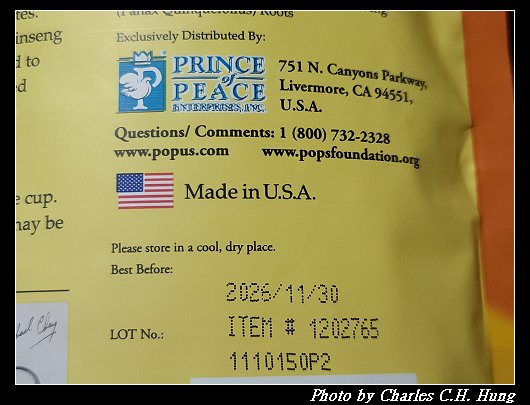 tes.
(Panax Quinquefolius) Roots
inseng
Exclusively Distributed By:
d to
ed
PRINCE
of
PEACE
ENTERPRISES, INC.
751 N. Canyons Parkway,
Livermore, CA 94551,
U.S.A.
Questions/ Comments: 1 (800) 732-2328
www.popus.com www.popsfoundation.org
Made in U.S.A.
e cup.
may be
Please store in a cool, dry place.
Best Before:
2026/11/30
ITEM # 1202765
LOT No.:
1110150P2
Photo by Charles C.H. Hung